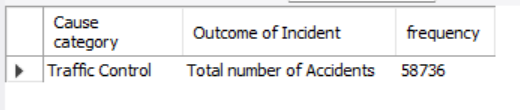 Cause category Outcome of Incident frequency
Traffic Control Total number of Accidents 58736